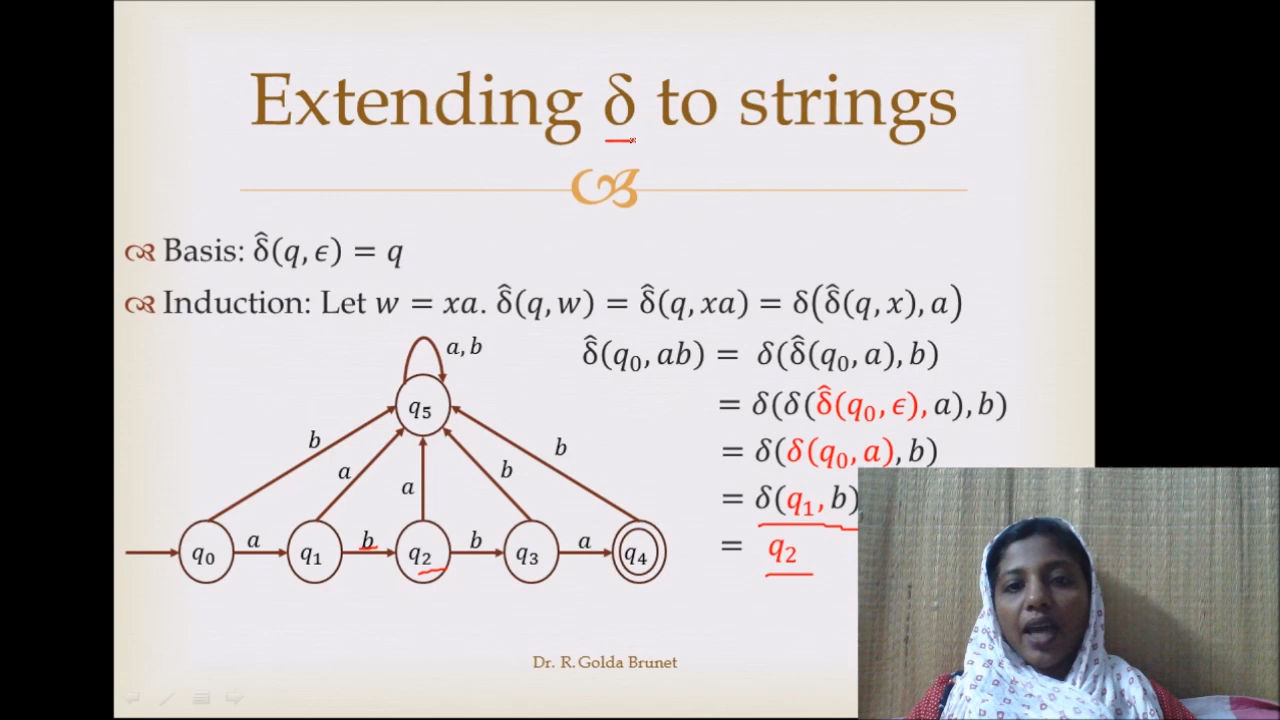 Extending δ to strings
Basis: δ̂(q, ϵ) = q
Induction: Let w = xa. δ̂(q, w) = δ̂(q, xa) = δ(δ̂(q, x), a)
δ̂(q₀, ab) = δ(δ̂(q₀, a), b)
= δ(δ(δ̂(q₀, ϵ), a), b)
= δ(δ(q₀, a), b)
= δ(q₁, b)
= q₂
a, b
q₅
b
a
a
b
b
q₀
a
q₁
b
q₂
b
q₃
a
q₄
Dr. R. Golda Brunet